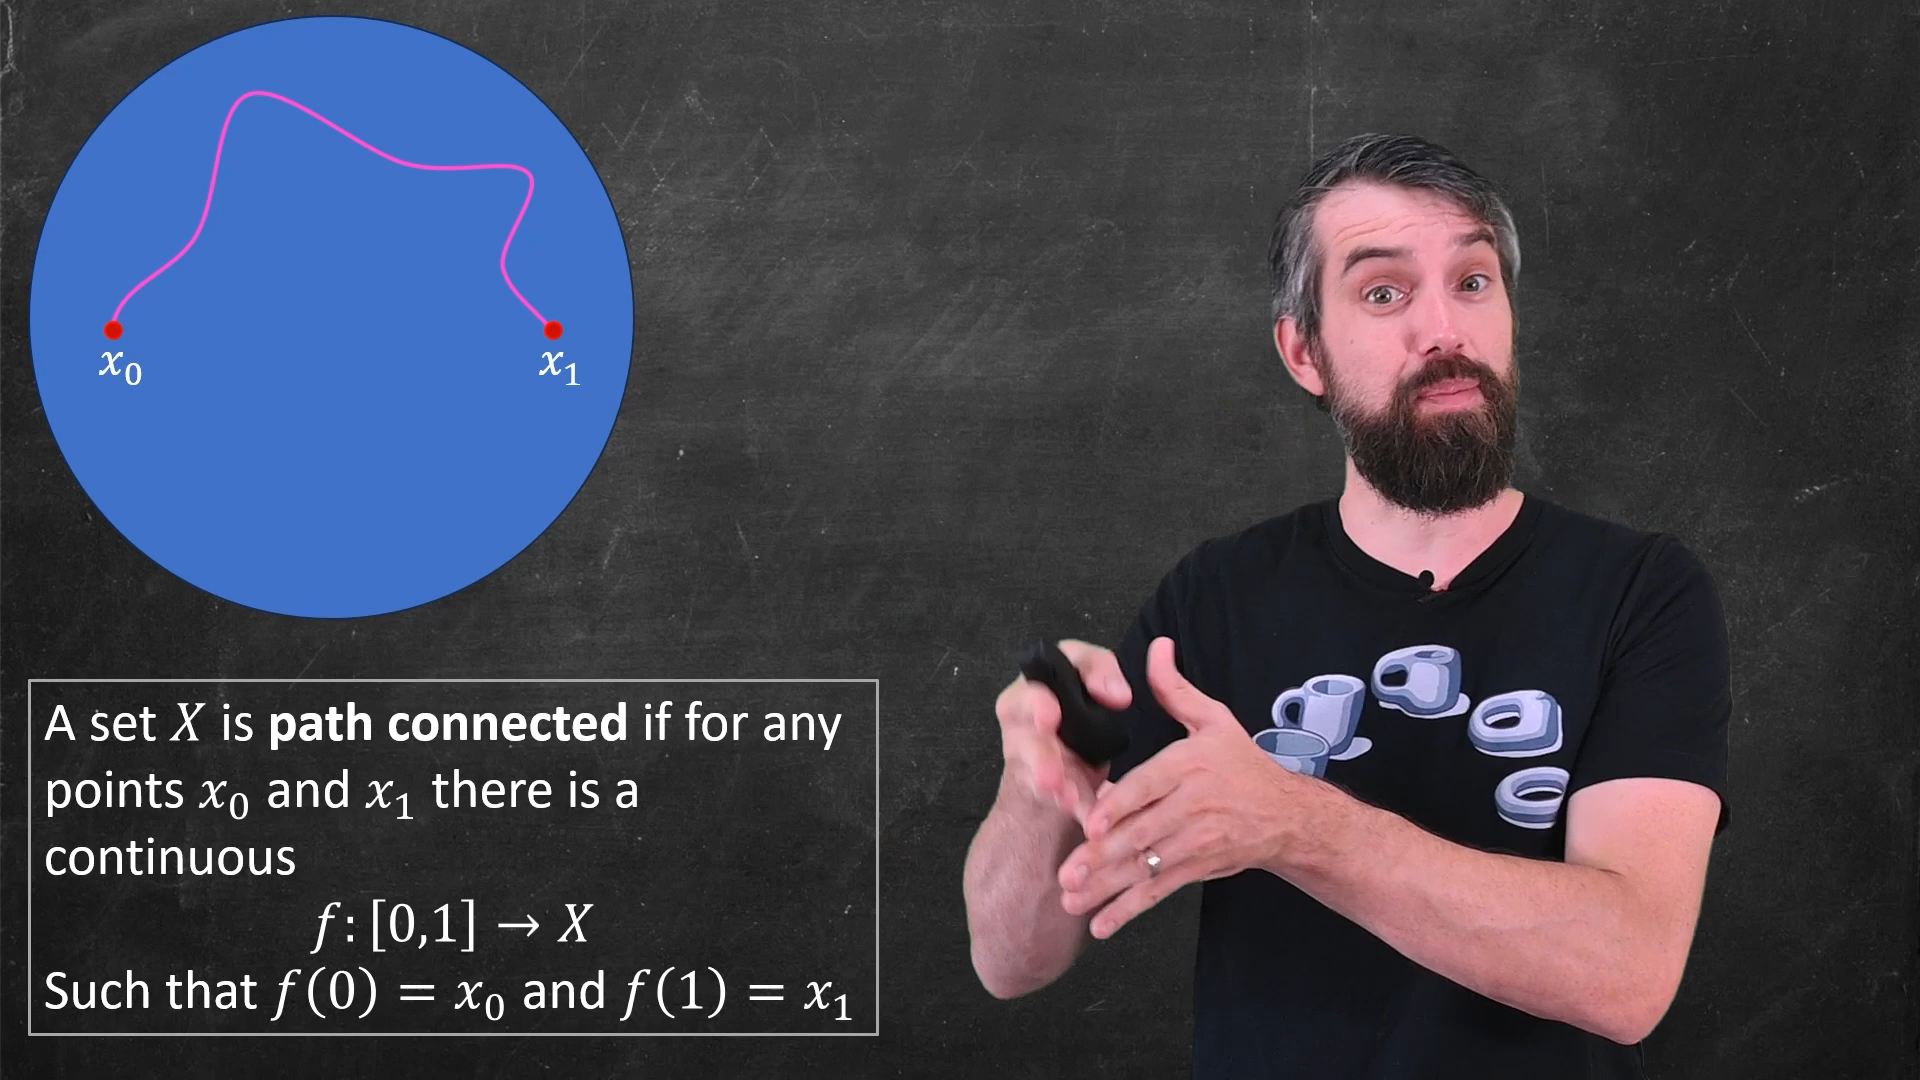 x₀
x₁
A set X is path connected if for any
points x₀ and x₁ there is a
continuous
f: [0,1] → X
Such that f(0) = x₀ and f(1) = x₁